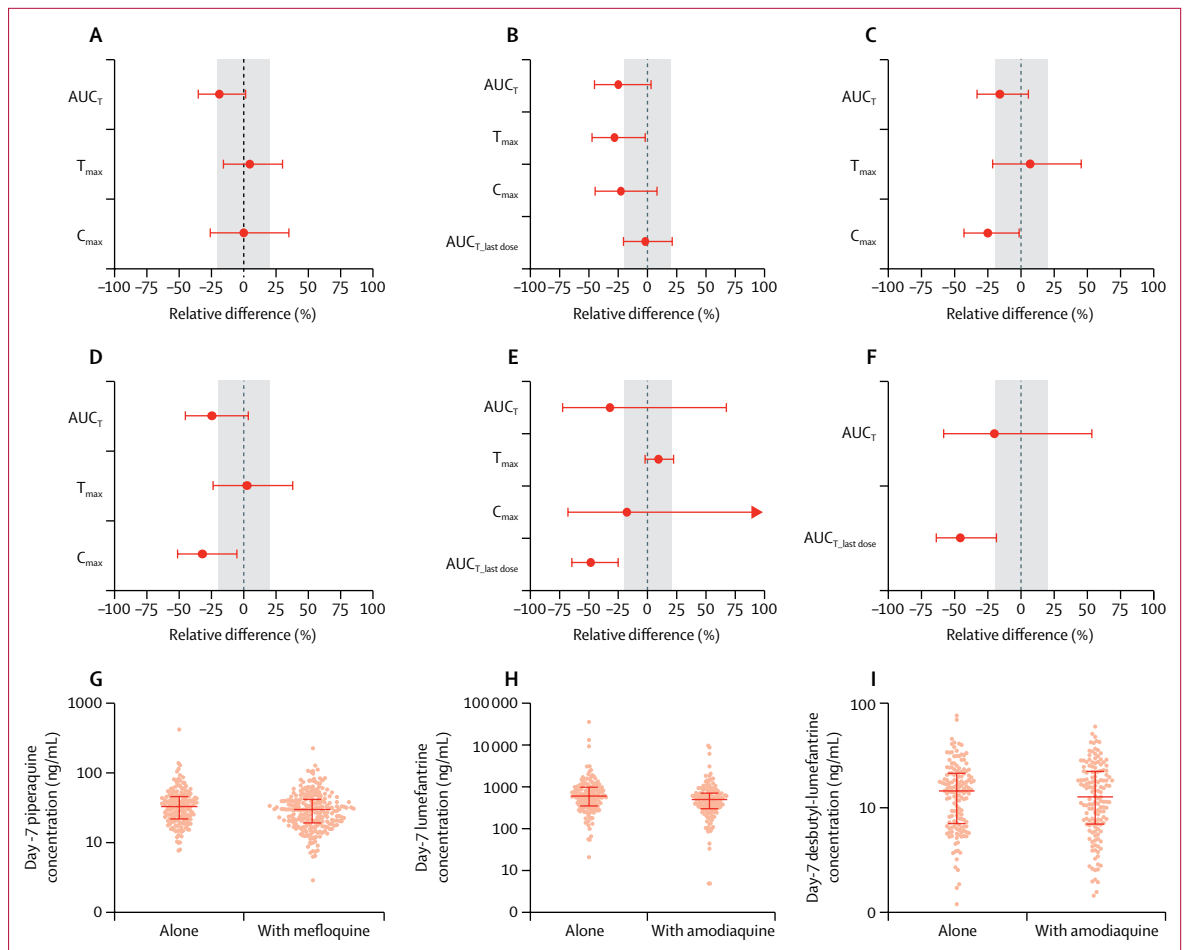 A
AUC_T
T_max
C_max
–100 –75 –50 –25 0 25 50 75 100
Relative difference (%)
B
AUC_T
T_max
C_max
AUC_T_last dose
–100 –75 –50 –25 0 25 50 75 100
Relative difference (%)
C
AUC_T
T_max
C_max
–100 –75 –50 –25 0 25 50 75 100
Relative difference (%)
D
AUC_T
T_max
C_max
–100 –75 –50 –25 0 25 50 75 100
Relative difference (%)
E
AUC_T
T_max
C_max
AUC_T_last dose
–100 –75 –50 –25 0 25 50 75 100
Relative difference (%)
F
AUC_T
AUC_T_last dose
–100 –75 –50 –25 0 25 50 75 100
Relative difference (%)
G
Day -7 piperaquine
concentration (ng/mL)
1000
100
10
0
Alone With mefloquine
H
Day-7 lumefantrine
concentration (ng/mL)
100 000
10 000
1000
100
10
0
Alone With amodiaquine
I
Day-7 desbutyl-lumefantrine
concentration (ng/mL)
100
10
0
Alone With amodiaquine